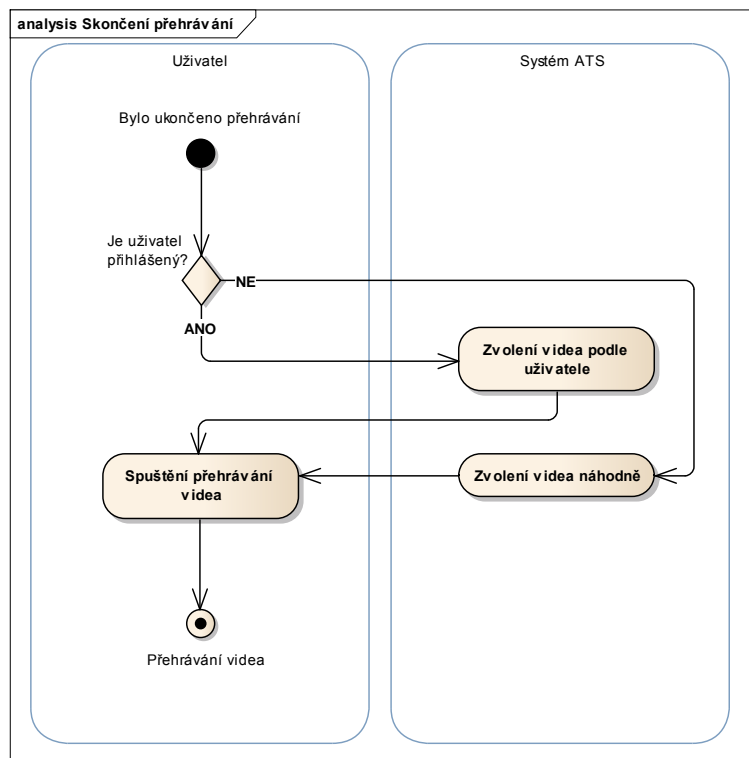 analysis Skončení přehrávání
Uživatel
Systém ATS
Bylo ukončeno přehrávání
Je uživatel
přihlášený?
NE
ANO
Zvolení videa podle
uživatele
Spuštění přehrávání
videa
Zvolení videa náhodně
Přehrávání videa